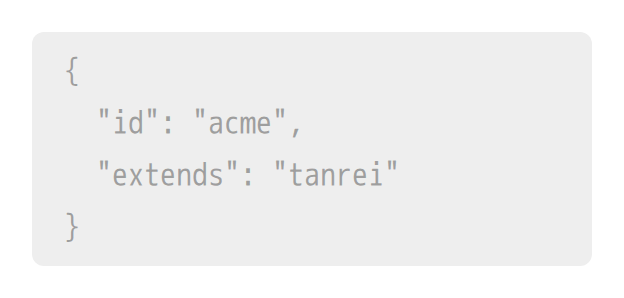 {
  "id": "acme",
  "extends": "tanrei"
}